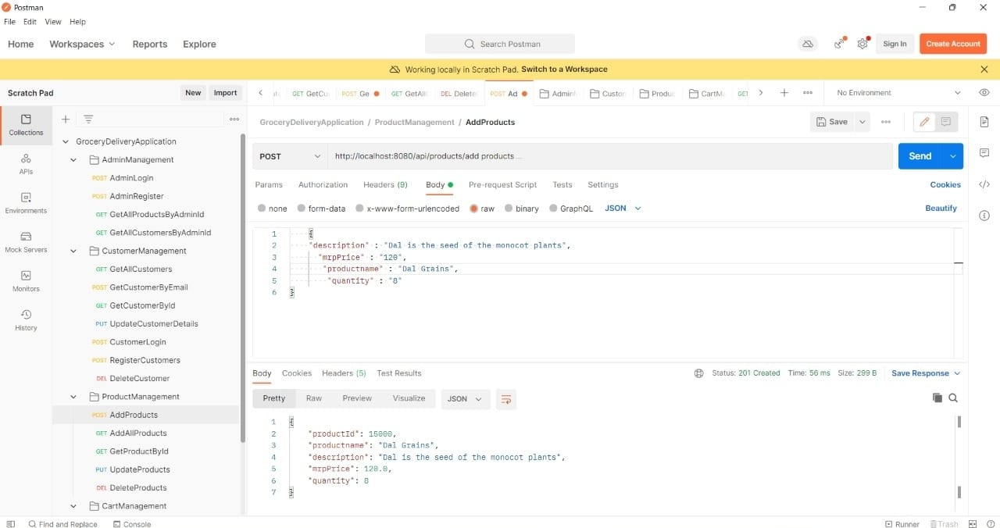 Postman
File Edit View Help
Home Workspaces Reports Explore Search Postman Sign In Create Account
Working locally in Scratch Pad. Switch to a Workspace
Scratch Pad New Import
GET GetCu POST Ge GET GetAll DEL Delete POST Ad Admin Custon Produc CartMa GET No Environment
Collections
APIs
Environments
Mock Servers
Monitors
History
GroceryDeliveryApplication
AdminManagement
POST AdminLogin
POST AdminRegister
GET GetAllProductsByAdminId
GET GetAllCustomersByAdminId
CustomerManagement
GET GetAllCustomers
POST GetCustomerByEmail
GET GetCustomerById
PUT UpdateCustomerDetails
POST CustomerLogin
POST RegisterCustomers
DEL DeleteCustomer
ProductManagement
POST AddProducts
GET AddAllProducts
GET GetProductById
PUT UpdateProducts
DEL DeleteProducts
CartManagement
GroceryDeliveryApplication / ProductManagement / AddProducts Save
POST http://localhost:8080/api/products/add products ... Send
Params Authorization Headers (9) Body Pre-request Script Tests Settings Cookies
none form-data x-www-form-urlencoded raw binary GraphQL JSON Beautify
1 {
2 "description" : "Dal is the seed of the monocot plants",
3 "mrpPrice" : "120",
4 "productname" : "Dal Grains",
5 "quantity" : "8"
6 }
Body Cookies Headers (5) Test Results Status: 201 Created Time: 56 ms Size: 299 B Save Response
Pretty Raw Preview Visualize JSON
1 {
2 "productId": 15000,
3 "productname": "Dal Grains",
4 "description": "Dal is the seed of the monocot plants",
5 "mrpPrice": 120.0,
6 "quantity": 8
7 }
Find and Replace Console Runner Trash